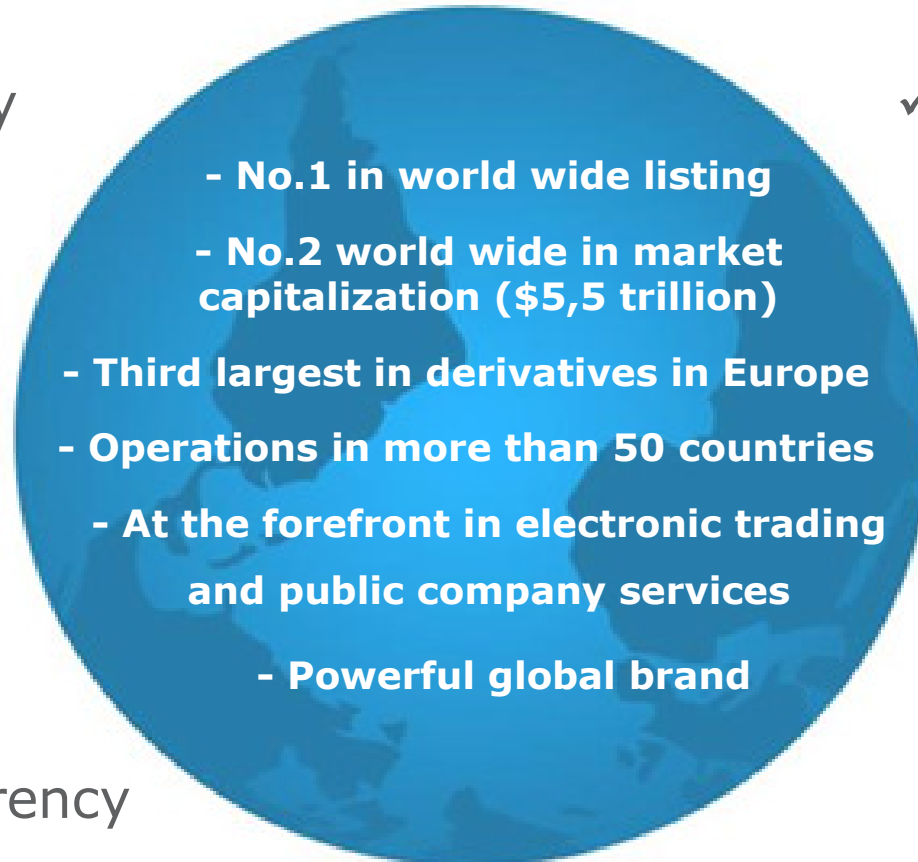 y
✓
- No.1 in world wide listing
- No.2 world wide in market
capitalization ($5,5 trillion)
- Third largest in derivatives in Europe
- Operations in more than 50 countries
- At the forefront in electronic trading
and public company services
- Powerful global brand
rency